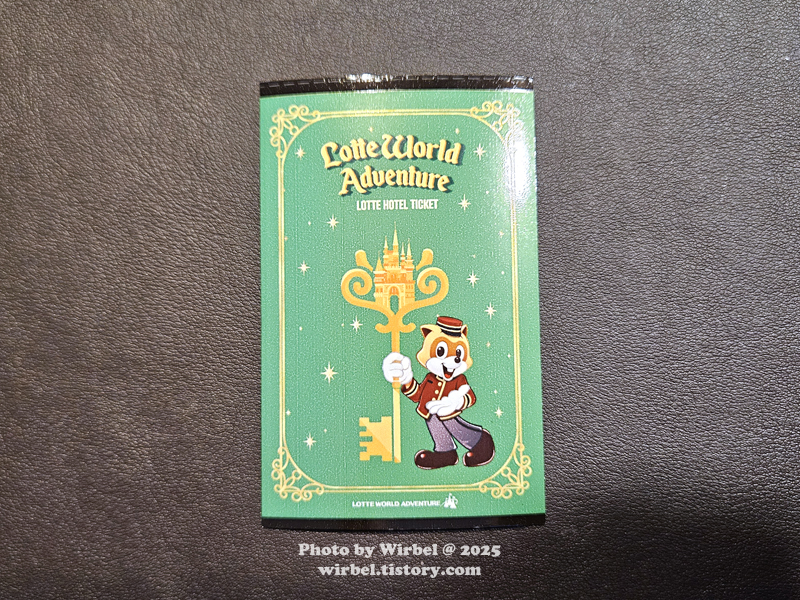 Lotte World
Adventure
LOTTE HOTEL TICKET
LOTTE WORLD ADVENTURE
Photo by Wirbel @ 2025
wirbel.tistory.com